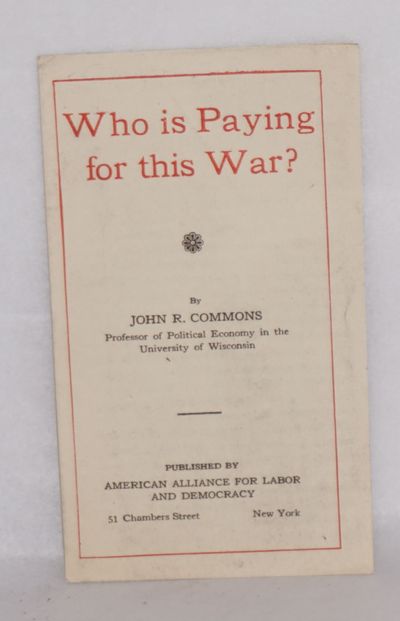 Who is Paying
for this War?
By
JOHN R. COMMONS
Professor of Political Economy in the
University of Wisconsin
PUBLISHED BY
AMERICAN ALLIANCE FOR LABOR
AND DEMOCRACY
51 Chambers Street New York